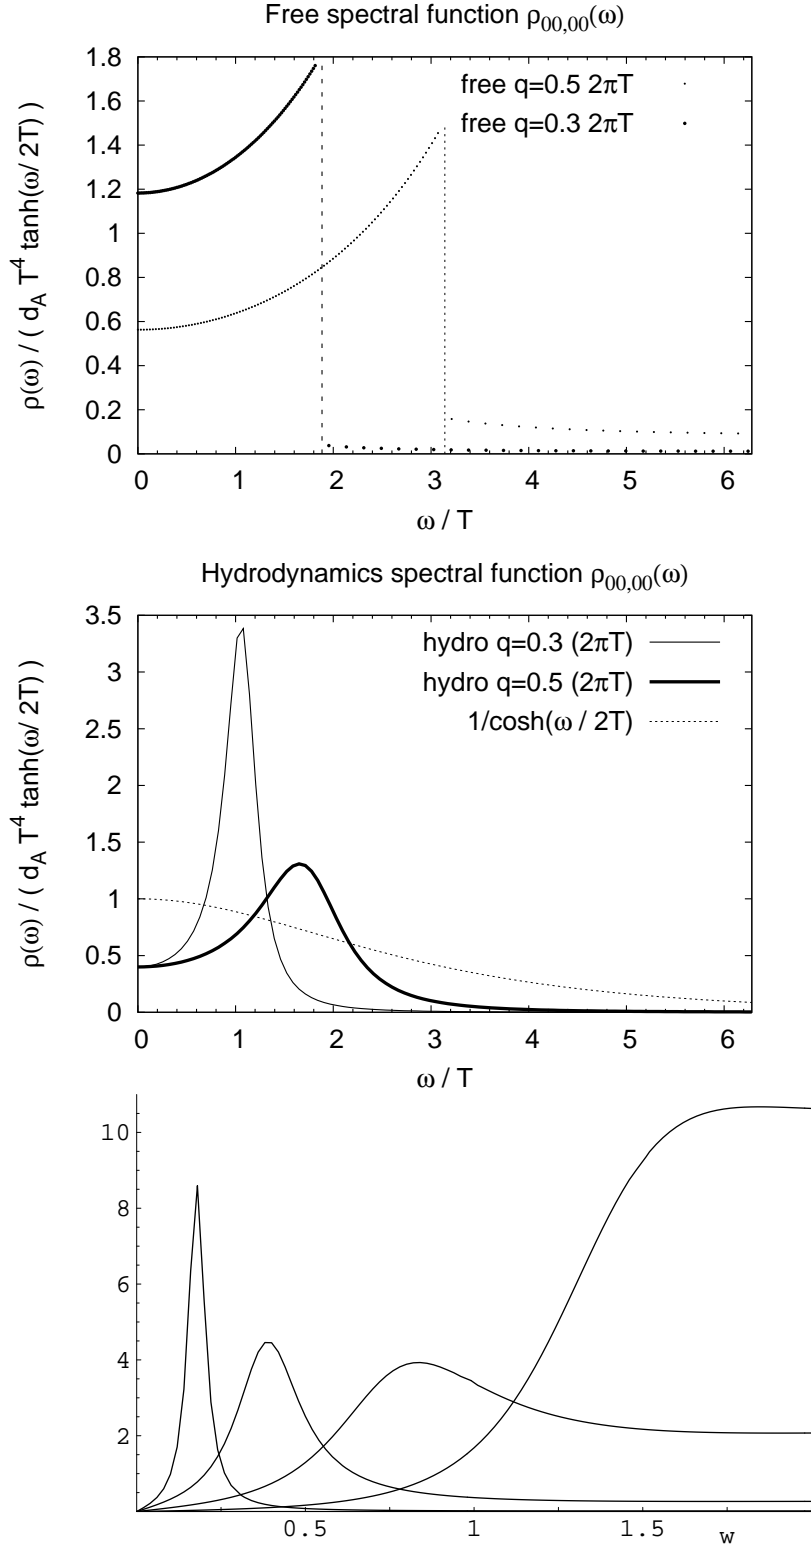 Free spectral function ρ00,00(ω)
ρ(ω) / ( d_A T^4 tanh(ω/ 2T) )
1.8
1.6
1.4
1.2
1
0.8
0.6
0.4
0.2
0
free q=0.5 2πT
free q=0.3 2πT
0 1 2 3 4 5 6
ω / T
Hydrodynamics spectral function ρ00,00(ω)
ρ(ω) / ( d_A T^4 tanh(ω/ 2T) )
3.5
3
2.5
2
1.5
1
0.5
0
hydro q=0.3 (2πT)
hydro q=0.5 (2πT)
1/cosh(ω / 2T)
0 1 2 3 4 5 6
ω / T
10
8
6
4
2
0.5 1 1.5 w